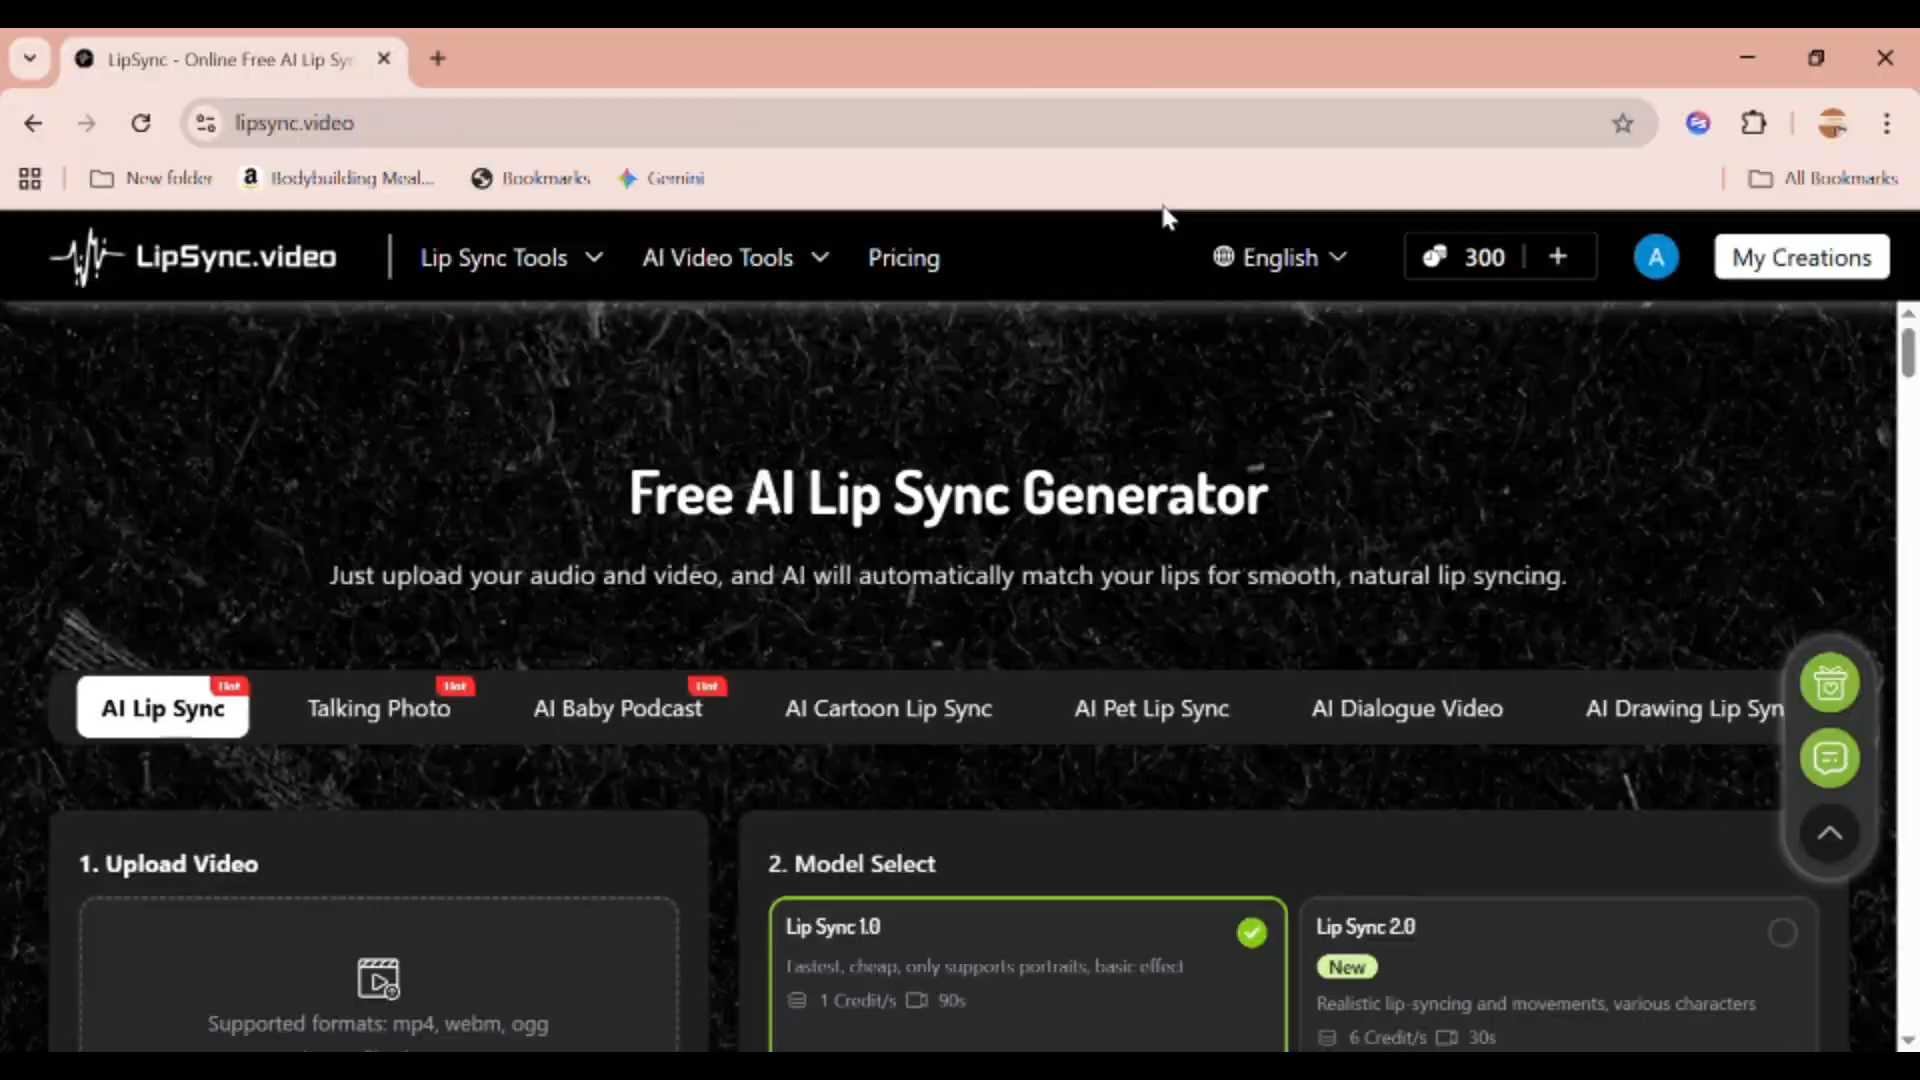 LipSync - Online Free AI Lip Sy
lipsync.video
New folder
Bodybuilding Meal...
Bookmarks
Gemini
All Bookmarks
LipSync.video
Lip Sync Tools
AI Video Tools
Pricing
English
300
A
My Creations
Free AI Lip Sync Generator
Just upload your audio and video, and AI will automatically match your lips for smooth, natural lip syncing.
AI Lip Sync
Hot
Talking Photo
Hot
AI Baby Podcast
Hot
AI Cartoon Lip Sync
AI Pet Lip Sync
AI Dialogue Video
AI Drawing Lip Syn
1. Upload Video
Supported formats: mp4, webm, ogg
2. Model Select
Lip Sync 1.0
Fastest, cheap, only supports portraits, basic effect
1 Credit/s 90s
Lip Sync 2.0
New
Realistic lip-syncing and movements, various characters
6 Credit/s 30s